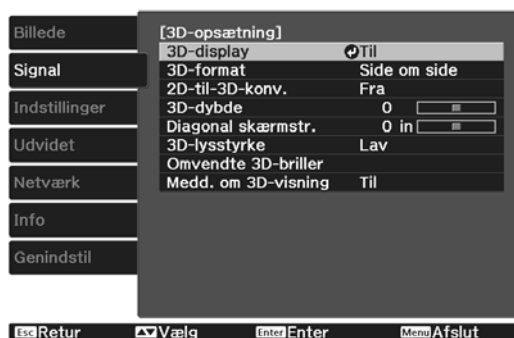 Billede
Signal
Indstillinger
Udvidet
Netværk
Info
Genindstil
[3D-opsætning]
3D-display Til
3D-format Side om side
2D-til-3D-konv. Fra
3D-dybde 0
Diagonal skærmstr. 0 in
3D-lysstyrke Lav
Omvendte 3D-briller
Medd. om 3D-visning Til
Esc Retur Vælg Enter Enter Menu Afslut